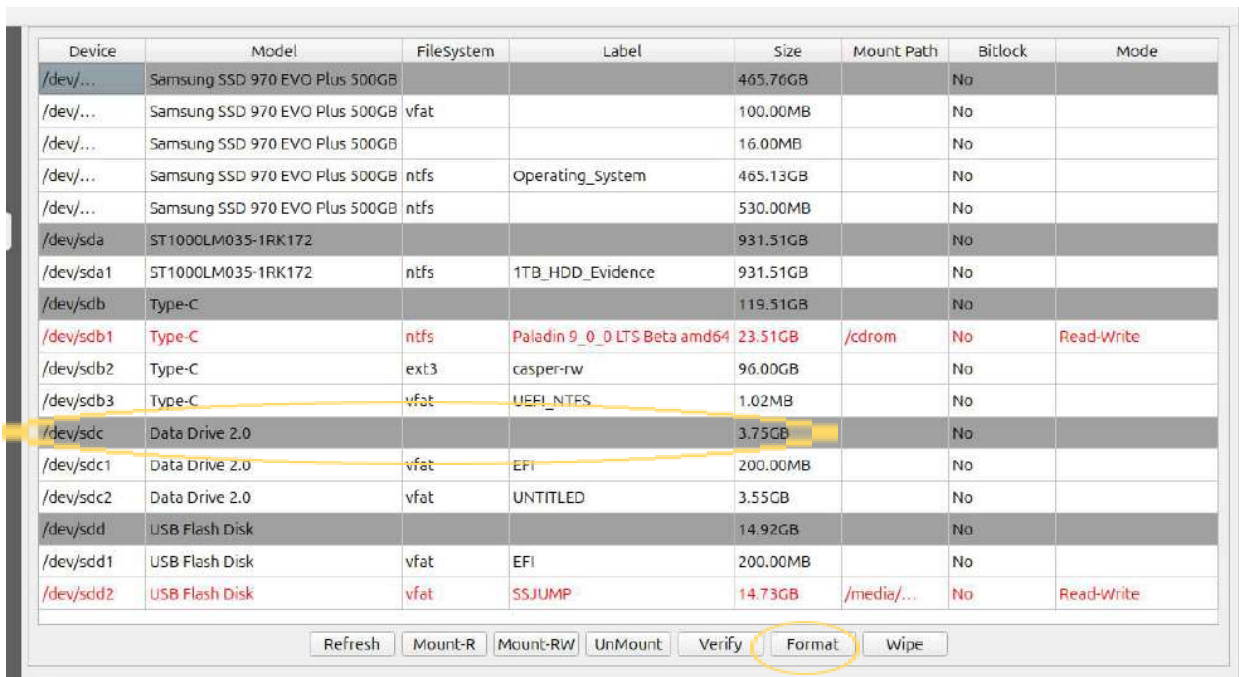 Device Model FileSystem Label Size Mount Path Bitlock Mode
/dev/... Samsung SSD 970 EVO Plus 500GB 465.76GB No
/dev/... Samsung SSD 970 EVO Plus 500GB vfat 100.00MB No
/dev/... Samsung SSD 970 EVO Plus 500GB 16.00MB No
/dev/... Samsung SSD 970 EVO Plus 500GB ntfs Operating_System 465.13GB No
/dev/... Samsung SSD 970 EVO Plus 500GB ntfs 530.00MB No
/dev/sda ST1000LM035-1RK172 931.51GB No
/dev/sda1 ST1000LM035-1RK172 ntfs 1TB_HDD_Evidence 931.51GB No
/dev/sdb Type-C 119.51GB No
/dev/sdb1 Type-C ntfs Paladin 9_0_0 LTS Beta amd64 23.51GB /cdrom No Read-Write
/dev/sdb2 Type-C ext3 casper-rw 96.00GB No
/dev/sdb3 Type-C vfat UEFI_NTFS 1.02MB No
/dev/sdc Data Drive 2.0 3.75GB No
/dev/sdc1 Data Drive 2.0 vfat EFI 200.00MB No
/dev/sdc2 Data Drive 2.0 vfat UNTITLED 3.55GB No
/dev/sdd USB Flash Disk 14.92GB No
/dev/sdd1 USB Flash Disk vfat EFI 200.00MB No
/dev/sdd2 USB Flash Disk vfat SSJUMP 14.73GB /media/... No Read-Write
Refresh Mount-R Mount-RW UnMount Verify Format Wipe